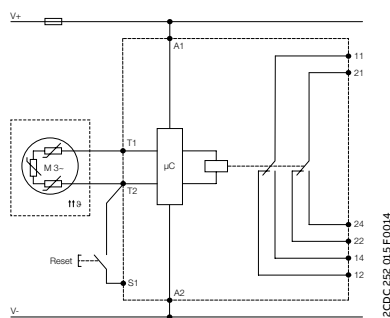 V+
A1
11
21
T1
M 3~
µC
T2
↑↑ϑ
24
22
Reset
14
S1
12
A2
V-
2CDC 252 015 F0014